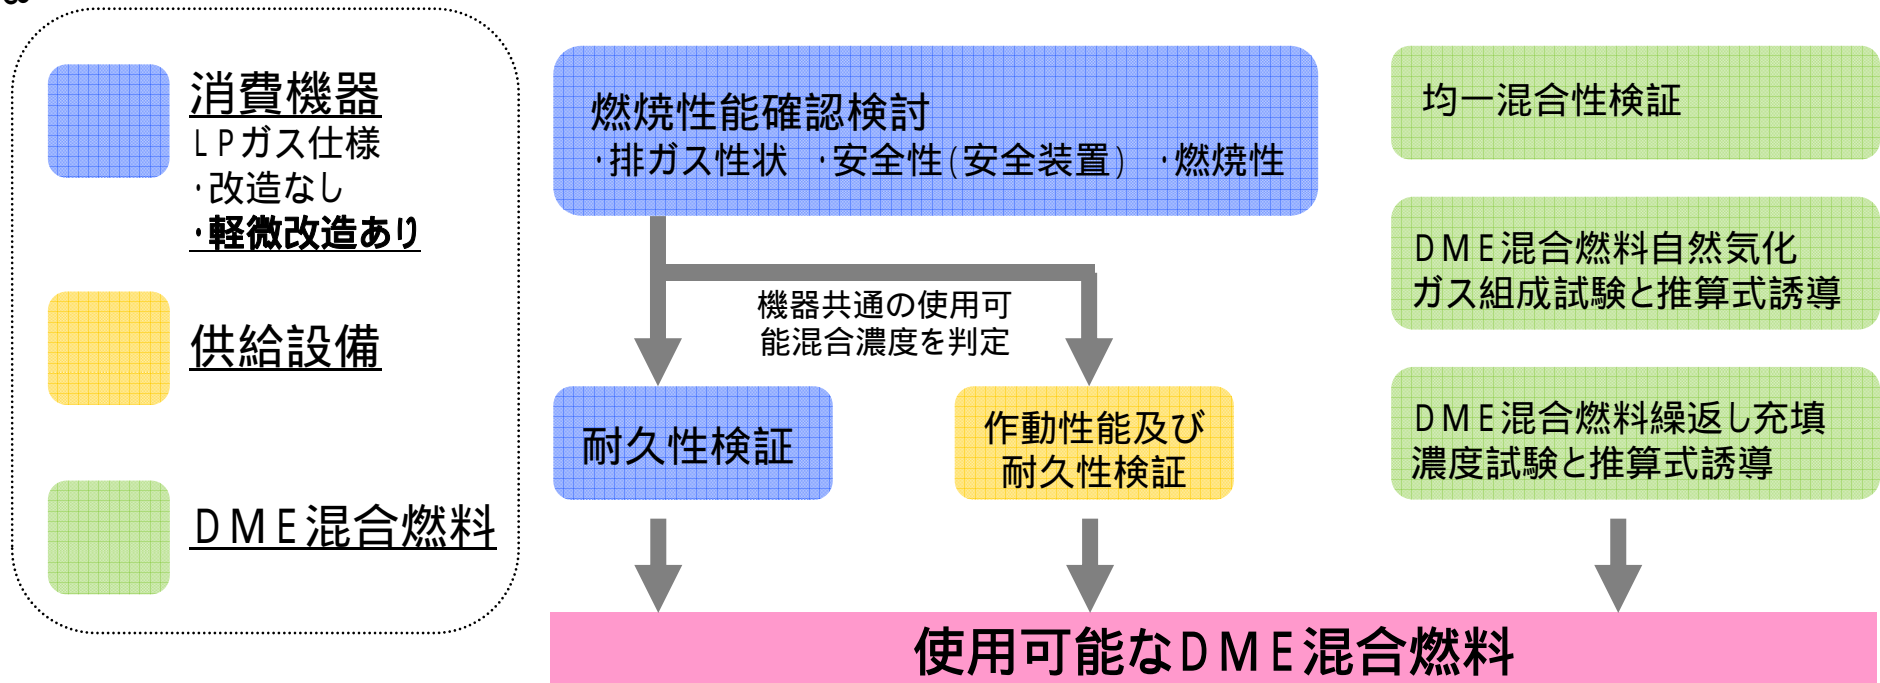 消費機器
LPガス仕様
・改造なし
・軽微改造あり
供給設備
DME混合燃料
燃焼性能確認検討
・排ガス性状　・安全性(安全装置)　・燃焼性
機器共通の使用可
能混合濃度を判定
耐久性検証
作動性能及び
耐久性検証
均一混合性検証
DME混合燃料自然気化
ガス組成試験と推算式誘導
DME混合燃料繰返し充填
濃度試験と推算式誘導
使用可能なDME混合燃料